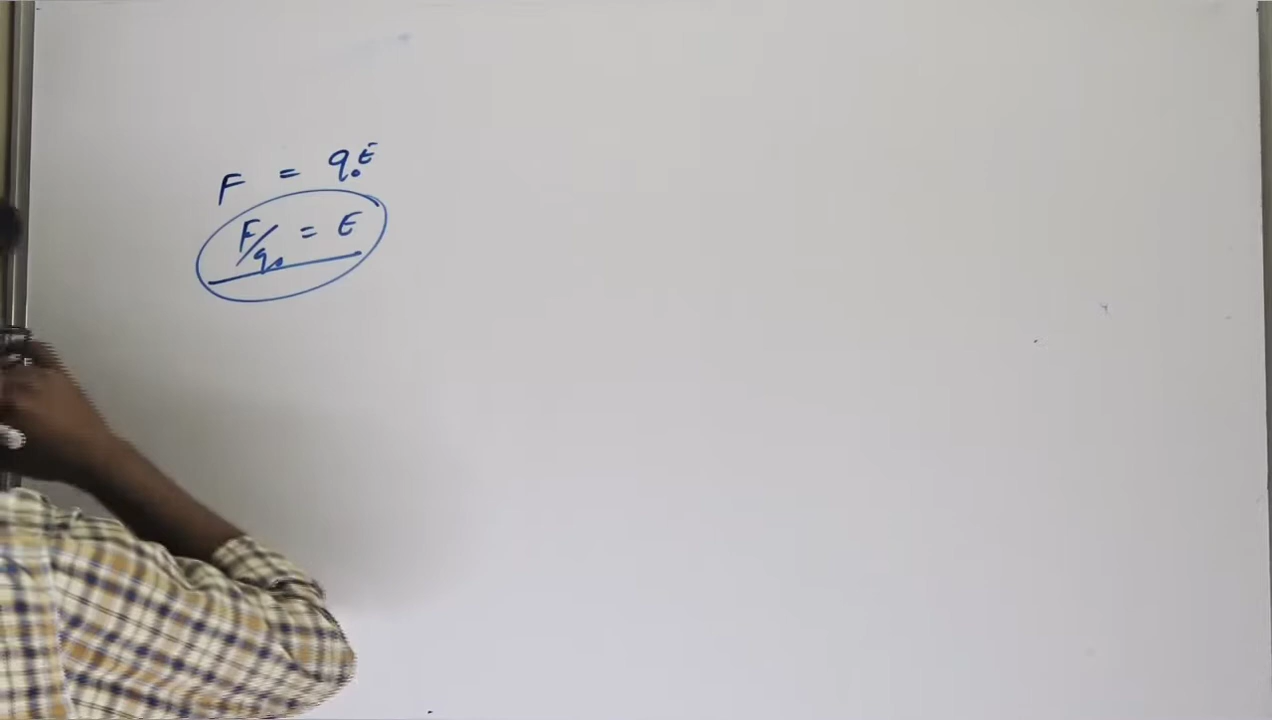 F = q₀E
F/q₀ = E